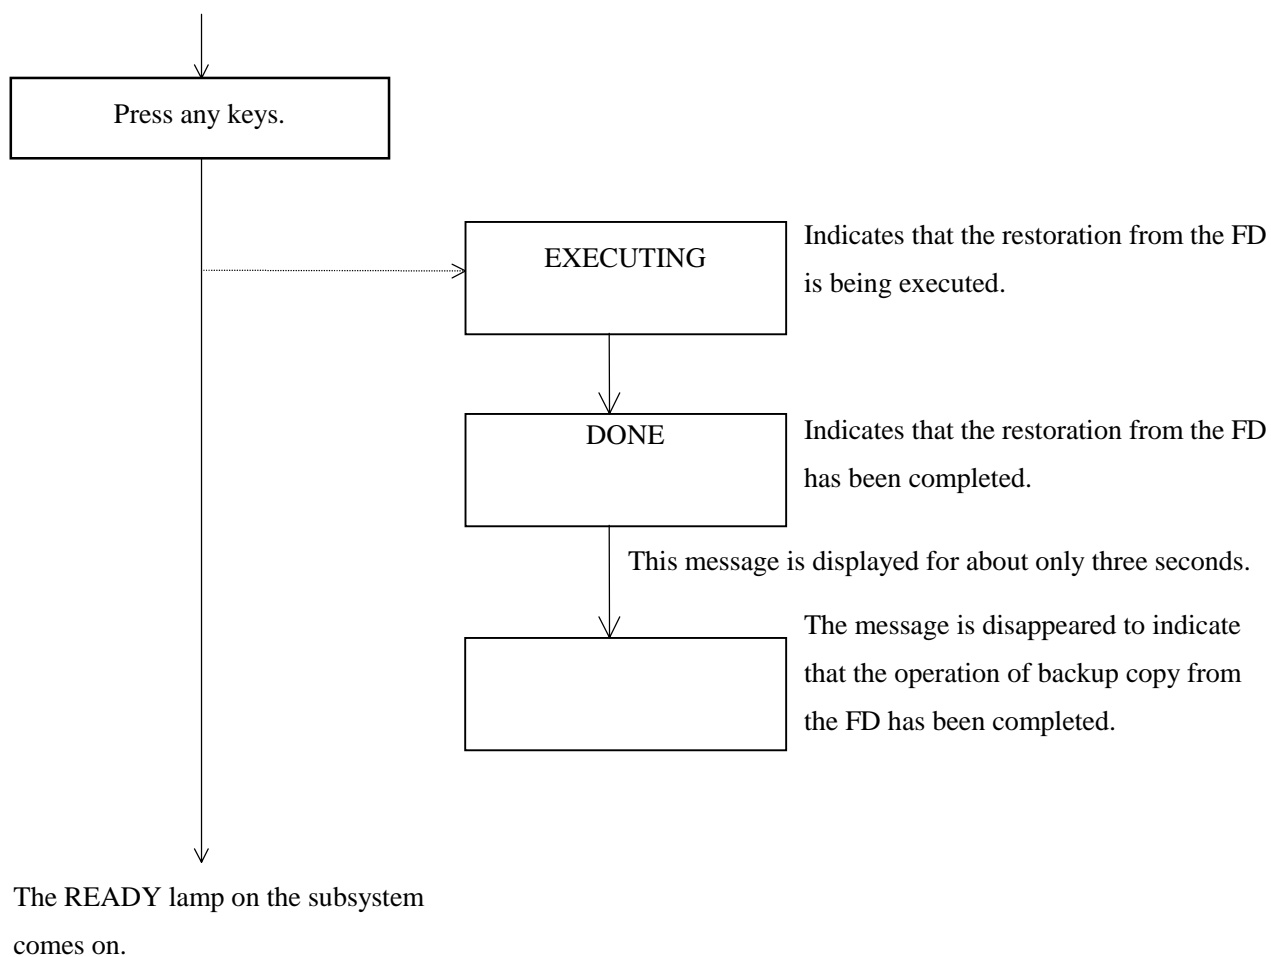 Press any keys.
EXECUTING
Indicates that the restoration from the FD
is being executed.
DONE
Indicates that the restoration from the FD
has been completed.
This message is displayed for about only three seconds.
The message is disappeared to indicate
that the operation of backup copy from
the FD has been completed.
The READY lamp on the subsystem
comes on.